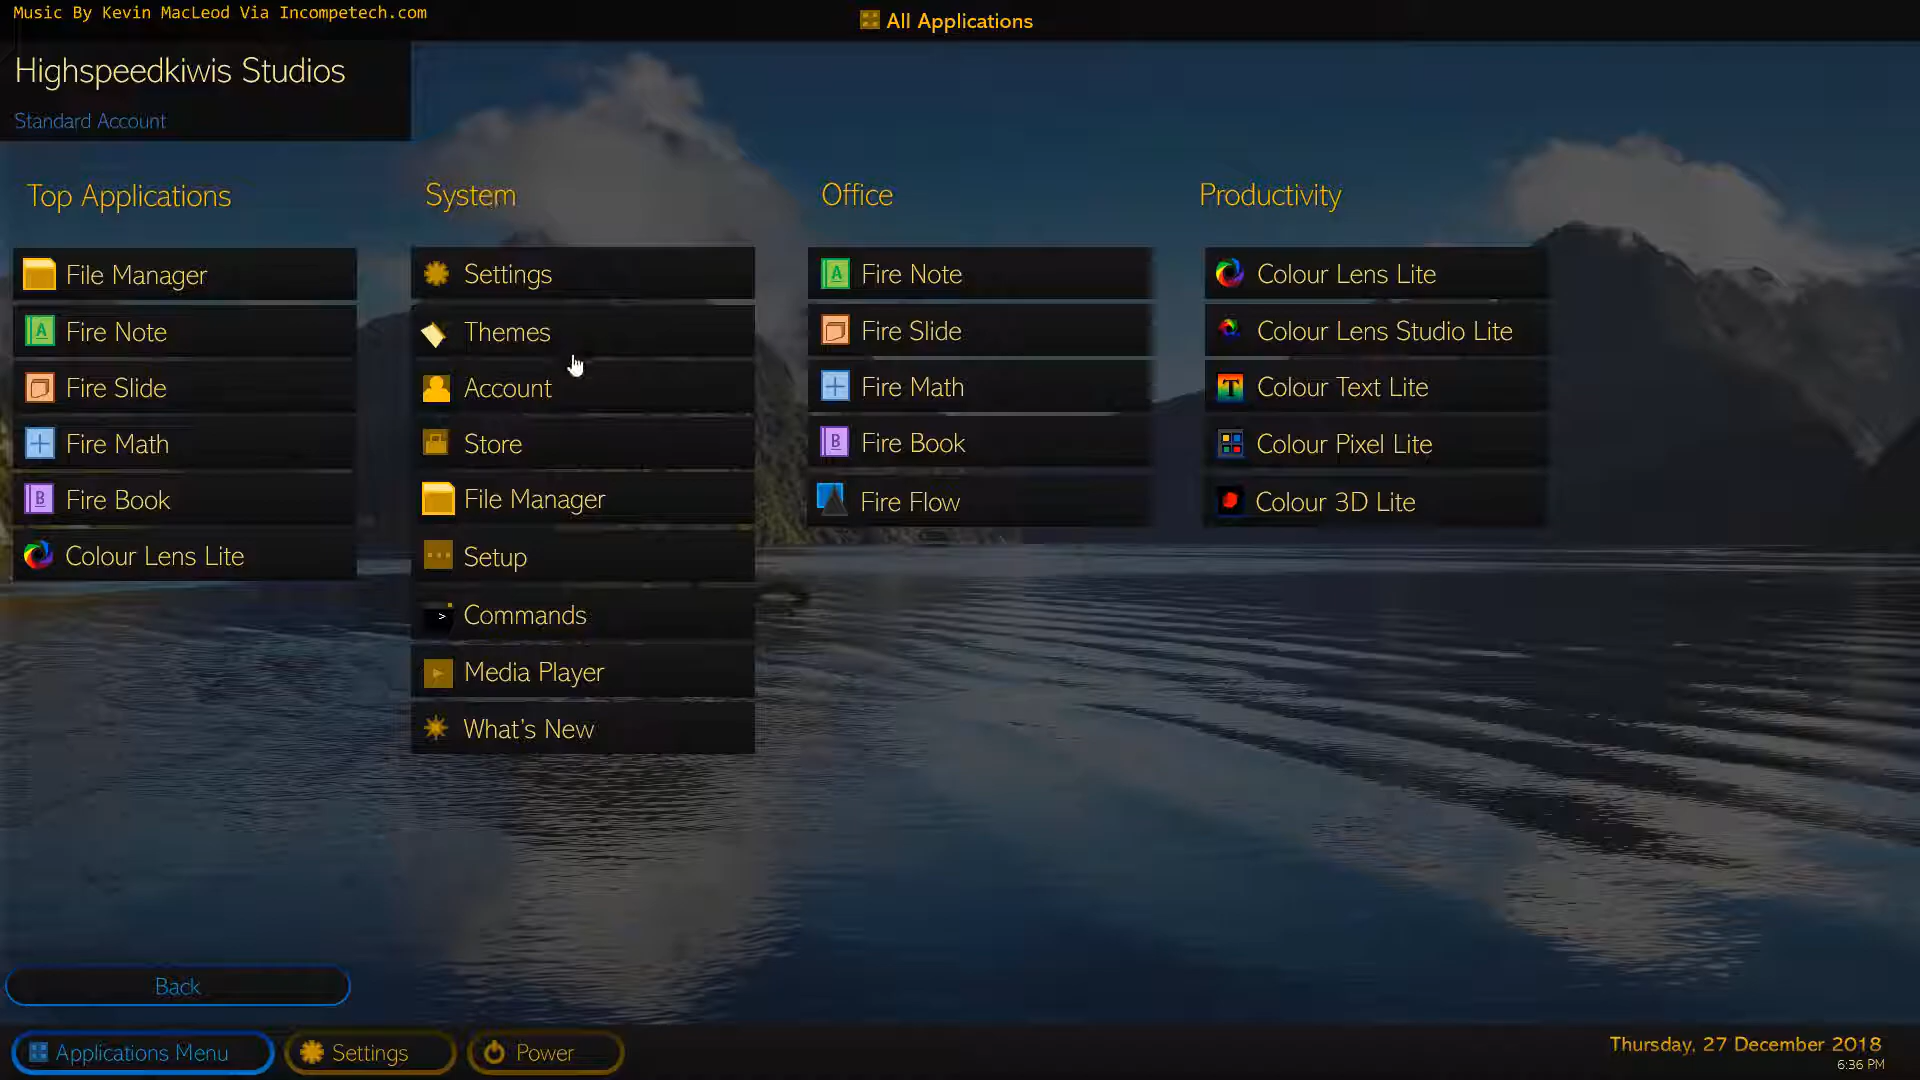 Music By Kevin MacLeod Via Incompetech.com
All Applications
Highspeedkiwis Studios
Standard Account
Top Applications
File Manager
Fire Note
Fire Slide
Fire Math
Fire Book
Colour Lens Lite
System
Settings
Themes
Account
Store
File Manager
Setup
Commands
Media Player
What's New
Office
Fire Note
Fire Slide
Fire Math
Fire Book
Fire Flow
Productivity
Colour Lens Lite
Colour Lens Studio Lite
Colour Text Lite
Colour Pixel Lite
Colour 3D Lite
Back
Applications Menu
Settings
Power
Thursday, 27 December 2018
6:36 PM